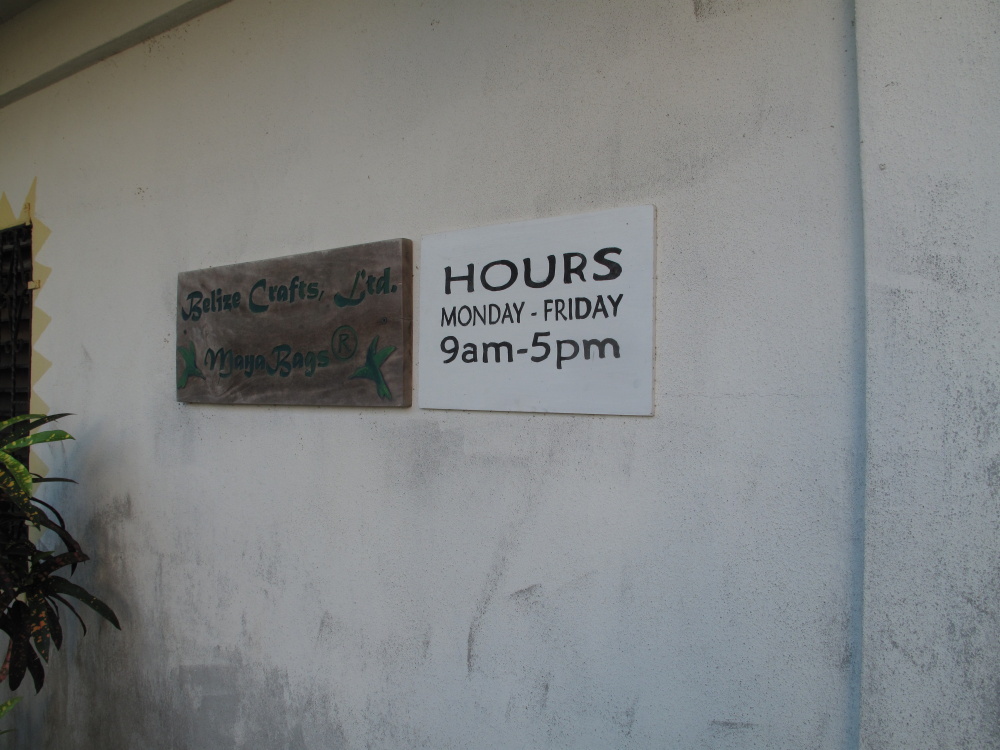 Belize Crafts, Ltd.
MayaBags®
HOURS
MONDAY - FRIDAY
9am-5pm